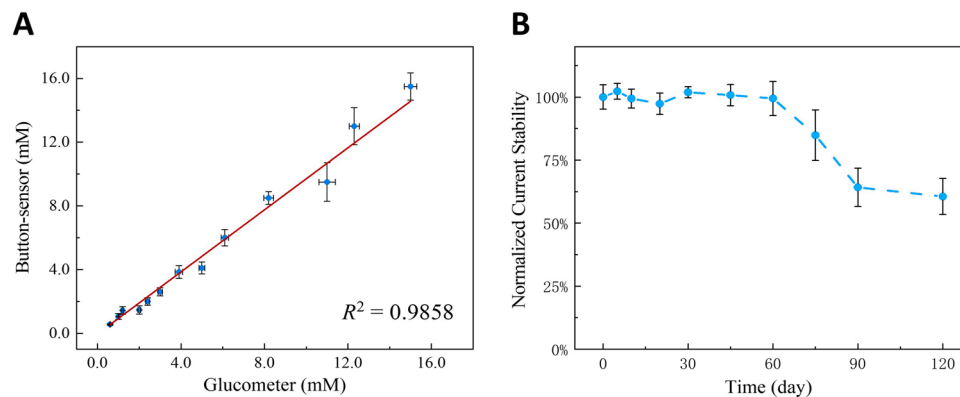 A
16.0
12.0
8.0
4.0
0.0
Button-sensor (mM)
R² = 0.9858
0.0 4.0 8.0 12.0 16.0
Glucometer (mM)
B
100%
75%
50%
25%
0%
Normalized Current Stability
0 30 60 90 120
Time (day)